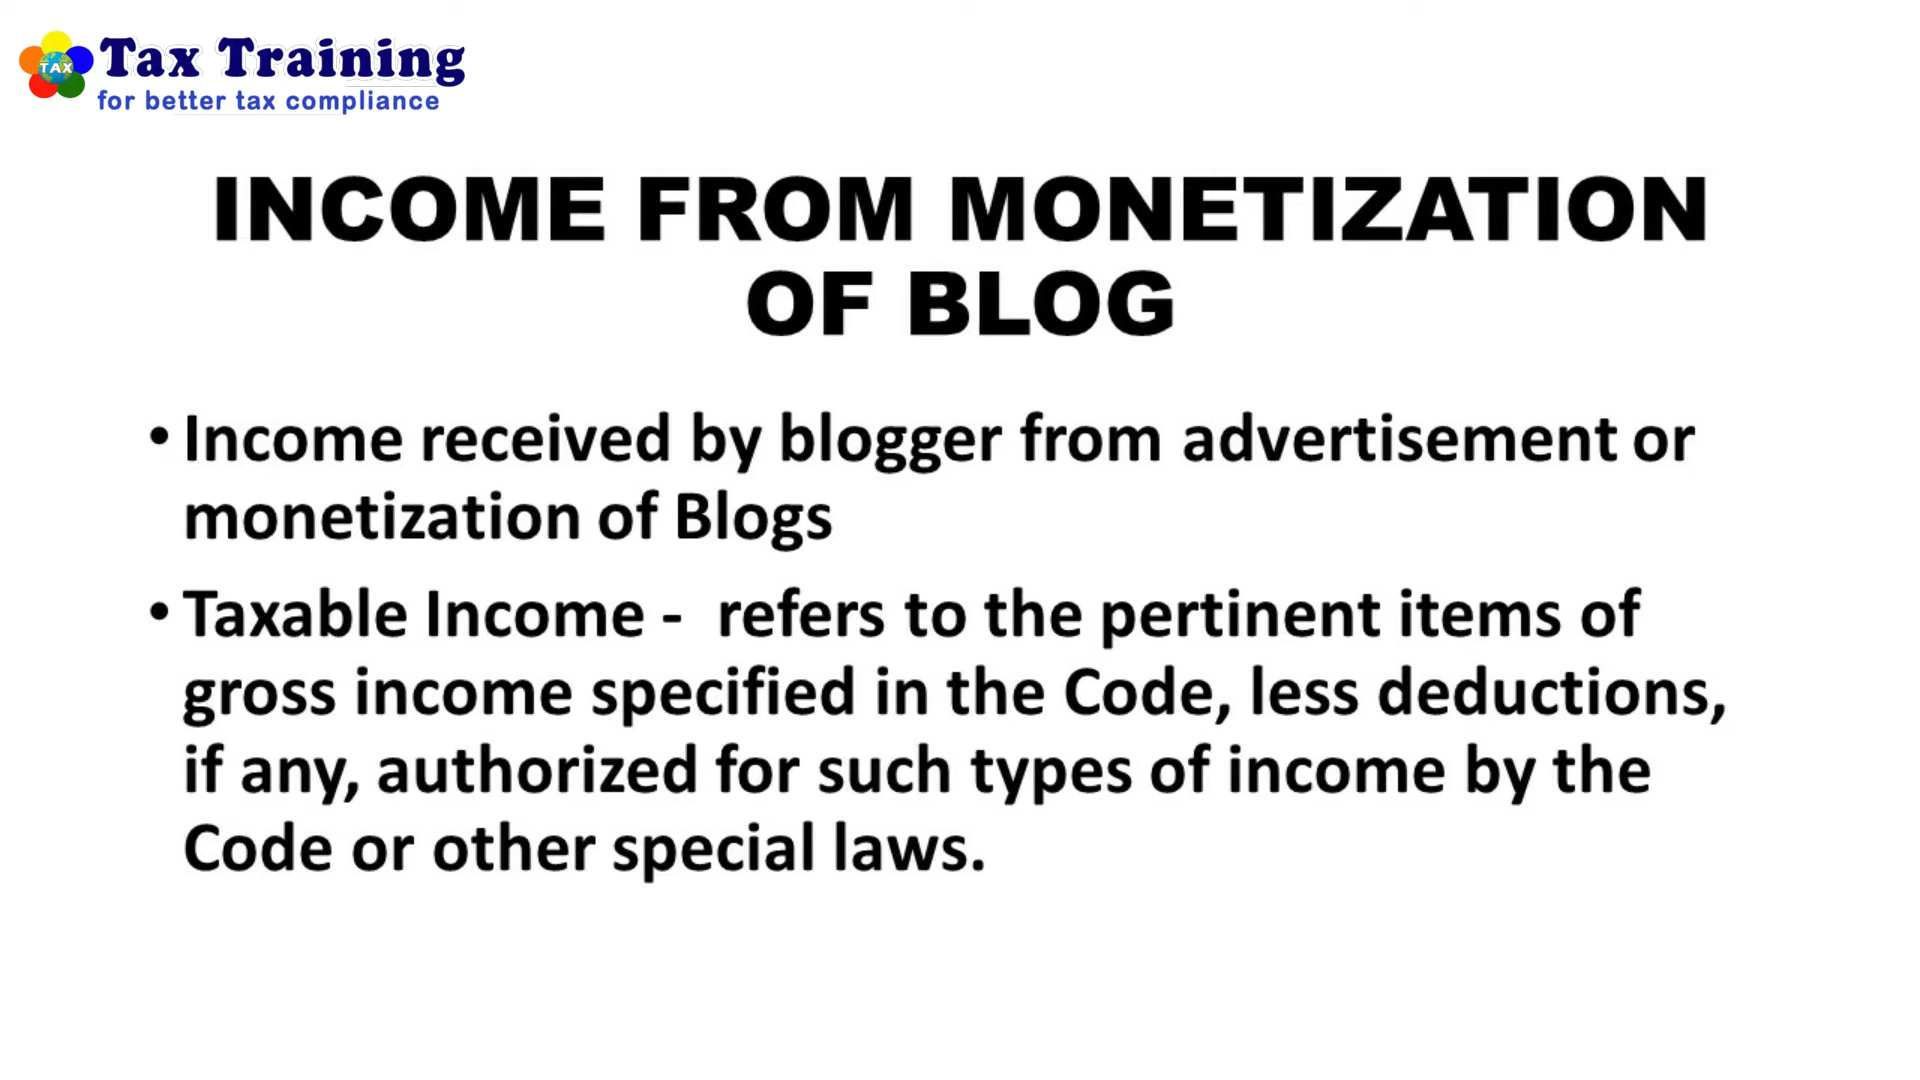 TAX
Tax Training
for better tax compliance
INCOME FROM MONETIZATION
OF BLOG
• Income received by blogger from advertisement or
monetization of Blogs
• Taxable Income -  refers to the pertinent items of
gross income specified in the Code, less deductions,
if any, authorized for such types of income by the
Code or other special laws.